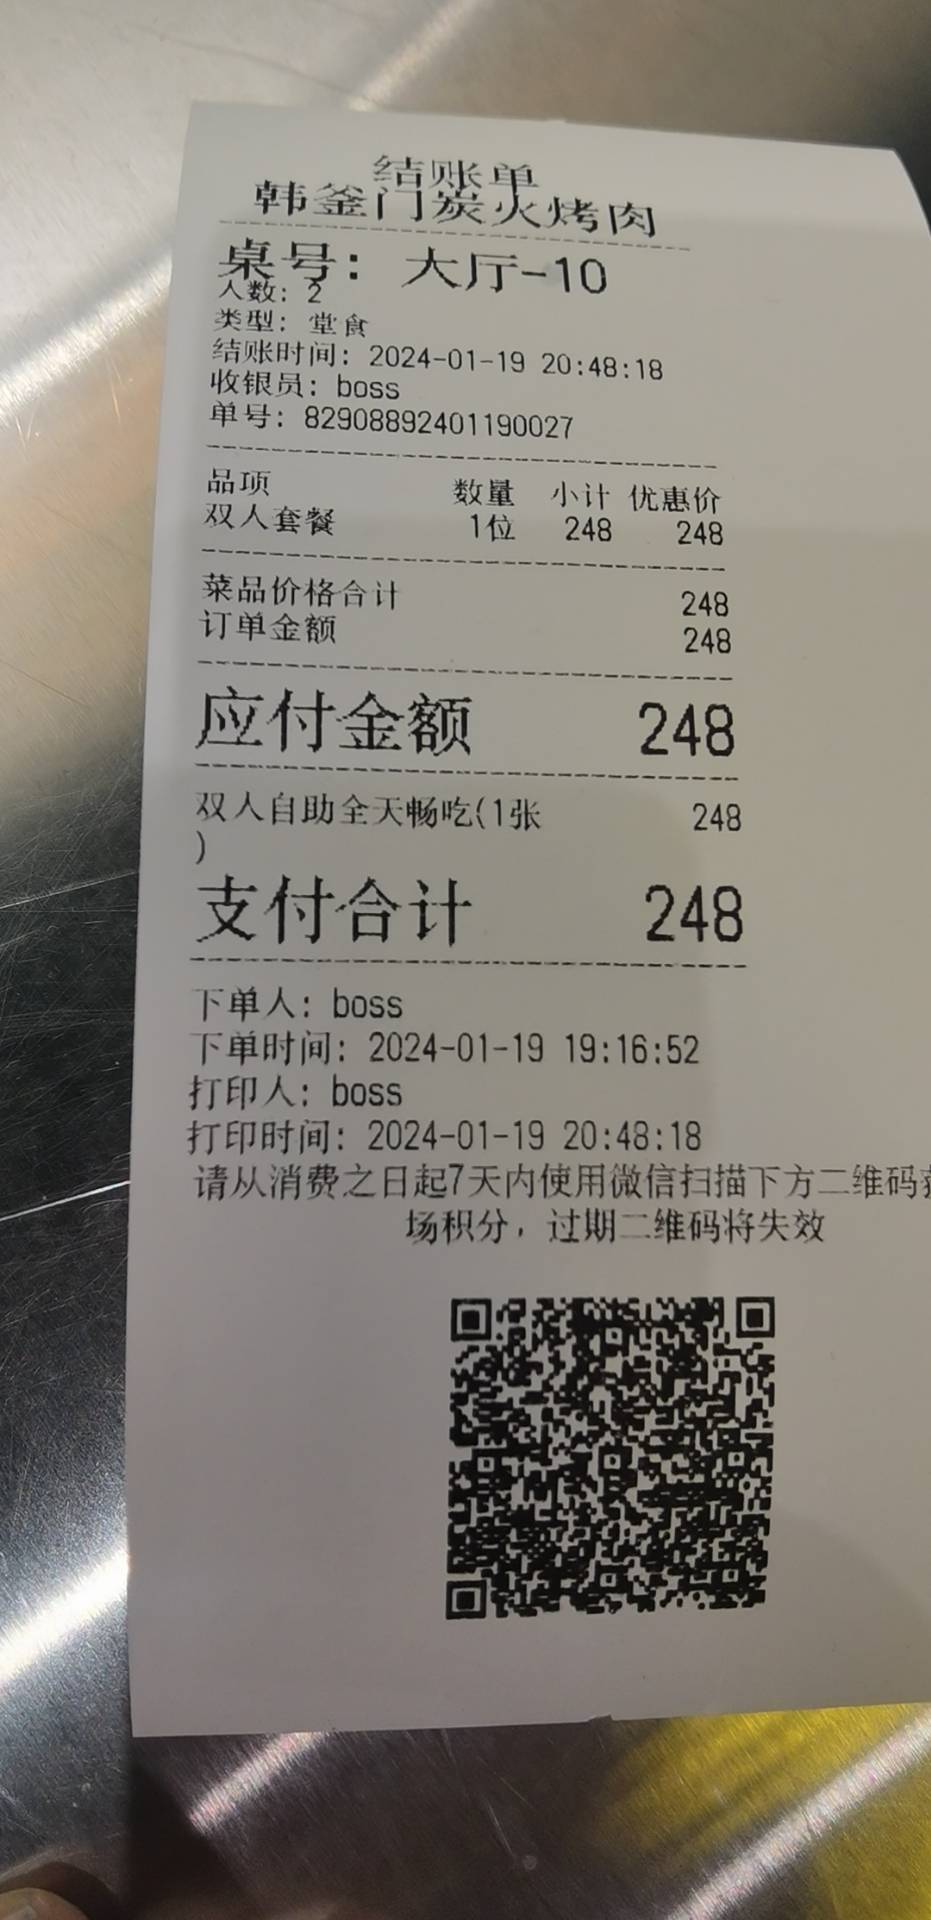 结账单
韩釜门炭火烤肉
桌号: 大厅-10
人数: 2
类型: 堂食
结账时间: 2024-01-19 20:48:18
收银员: boss
单号: 82908892401190027
品项 数量 小计 优惠价
双人套餐 1位 248 248
菜品价格合计 248
订单金额 248
应付金额 248
双人自助全天畅吃(1张 248
)
支付合计 248
下单人: boss
下单时间: 2024-01-19 19:16:52
打印人: boss
打印时间: 2024-01-19 20:48:18
请从消费之日起7天内使用微信扫描下方二维码
场积分，过期二维码将失效